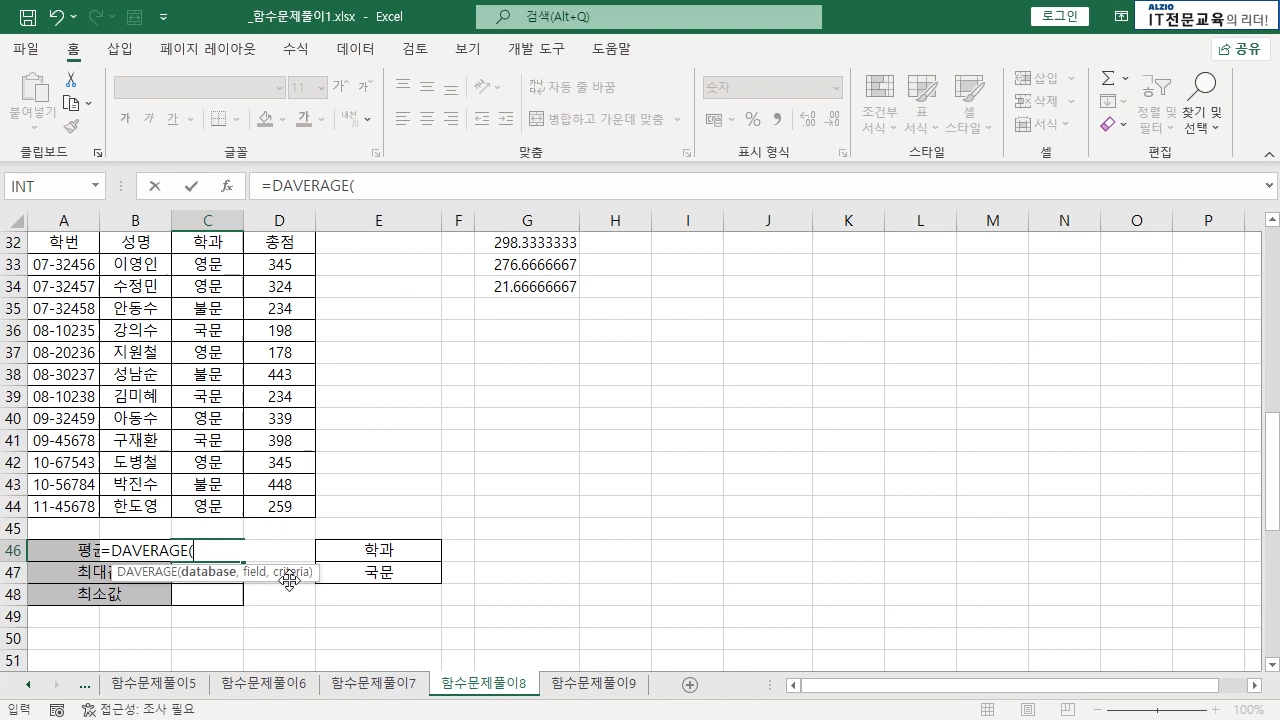 _함수문제풀이1.xlsx - Excel
검색(Alt+Q)
로그인
ALZIO
IT전문교육의 리더!
파일 홈 삽입 페이지 레이아웃 수식 데이터 검토 보기 개발 도구 도움말
공유
붙여넣기
클립보드
11
가 가
가 가 가
가
내천
글꼴
자동 줄 바꿈
병합하고 가운데 맞춤
맞춤
숫자
표시 형식
조건부 서식
표 서식
셀 스타일
스타일
삽입
삭제
서식
셀
정렬 및 필터
찾기 및 선택
편집
INT
=DAVERAGE(
A B C D E F G H I J K L M N O P
32 학번 성명 학과 총점 298.3333333
33 07-32456 이영인 영문 345 276.6666667
34 07-32457 수정민 영문 324 21.66666667
35 07-32458 안동수 불문 234
36 08-10235 강의수 국문 198
37 08-20236 지원철 영문 178
38 08-30237 성남순 불문 443
39 08-10238 김미혜 국문 234
40 09-32459 아동수 영문 339
41 09-45678 구재환 국문 398
42 10-67543 도병철 영문 345
43 10-56784 박진수 불문 448
44 11-45678 한도영 영문 259
45
46 =DAVERAGE( 학과
47 최대 DAVERAGE(database, field, criteria) 국문
48 최소값
49
50
51
... 함수문제풀이5 함수문제풀이6 함수문제풀이7 함수문제풀이8 함수문제풀이9
입력 접근성: 조사 필요 100%